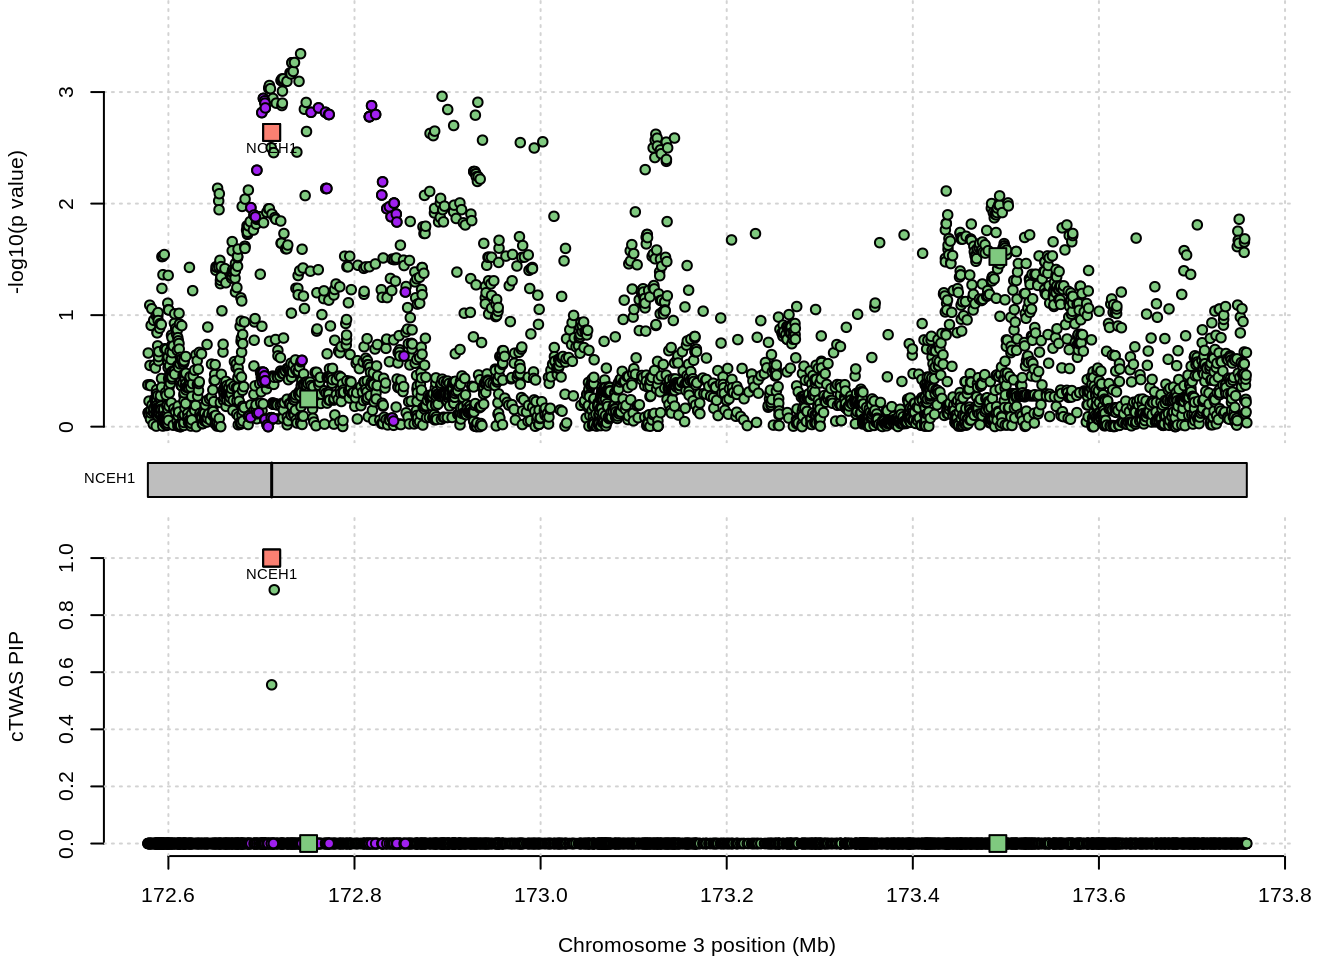 -log10(p value)
3
2
1
0
NCEH1
NCEH1
cTWAS PIP
1.0
0.8
0.6
0.4
0.2
0.0
NCEH1
172.6 172.8 173.0 173.2 173.4 173.6 173.8
Chromosome 3 position (Mb)